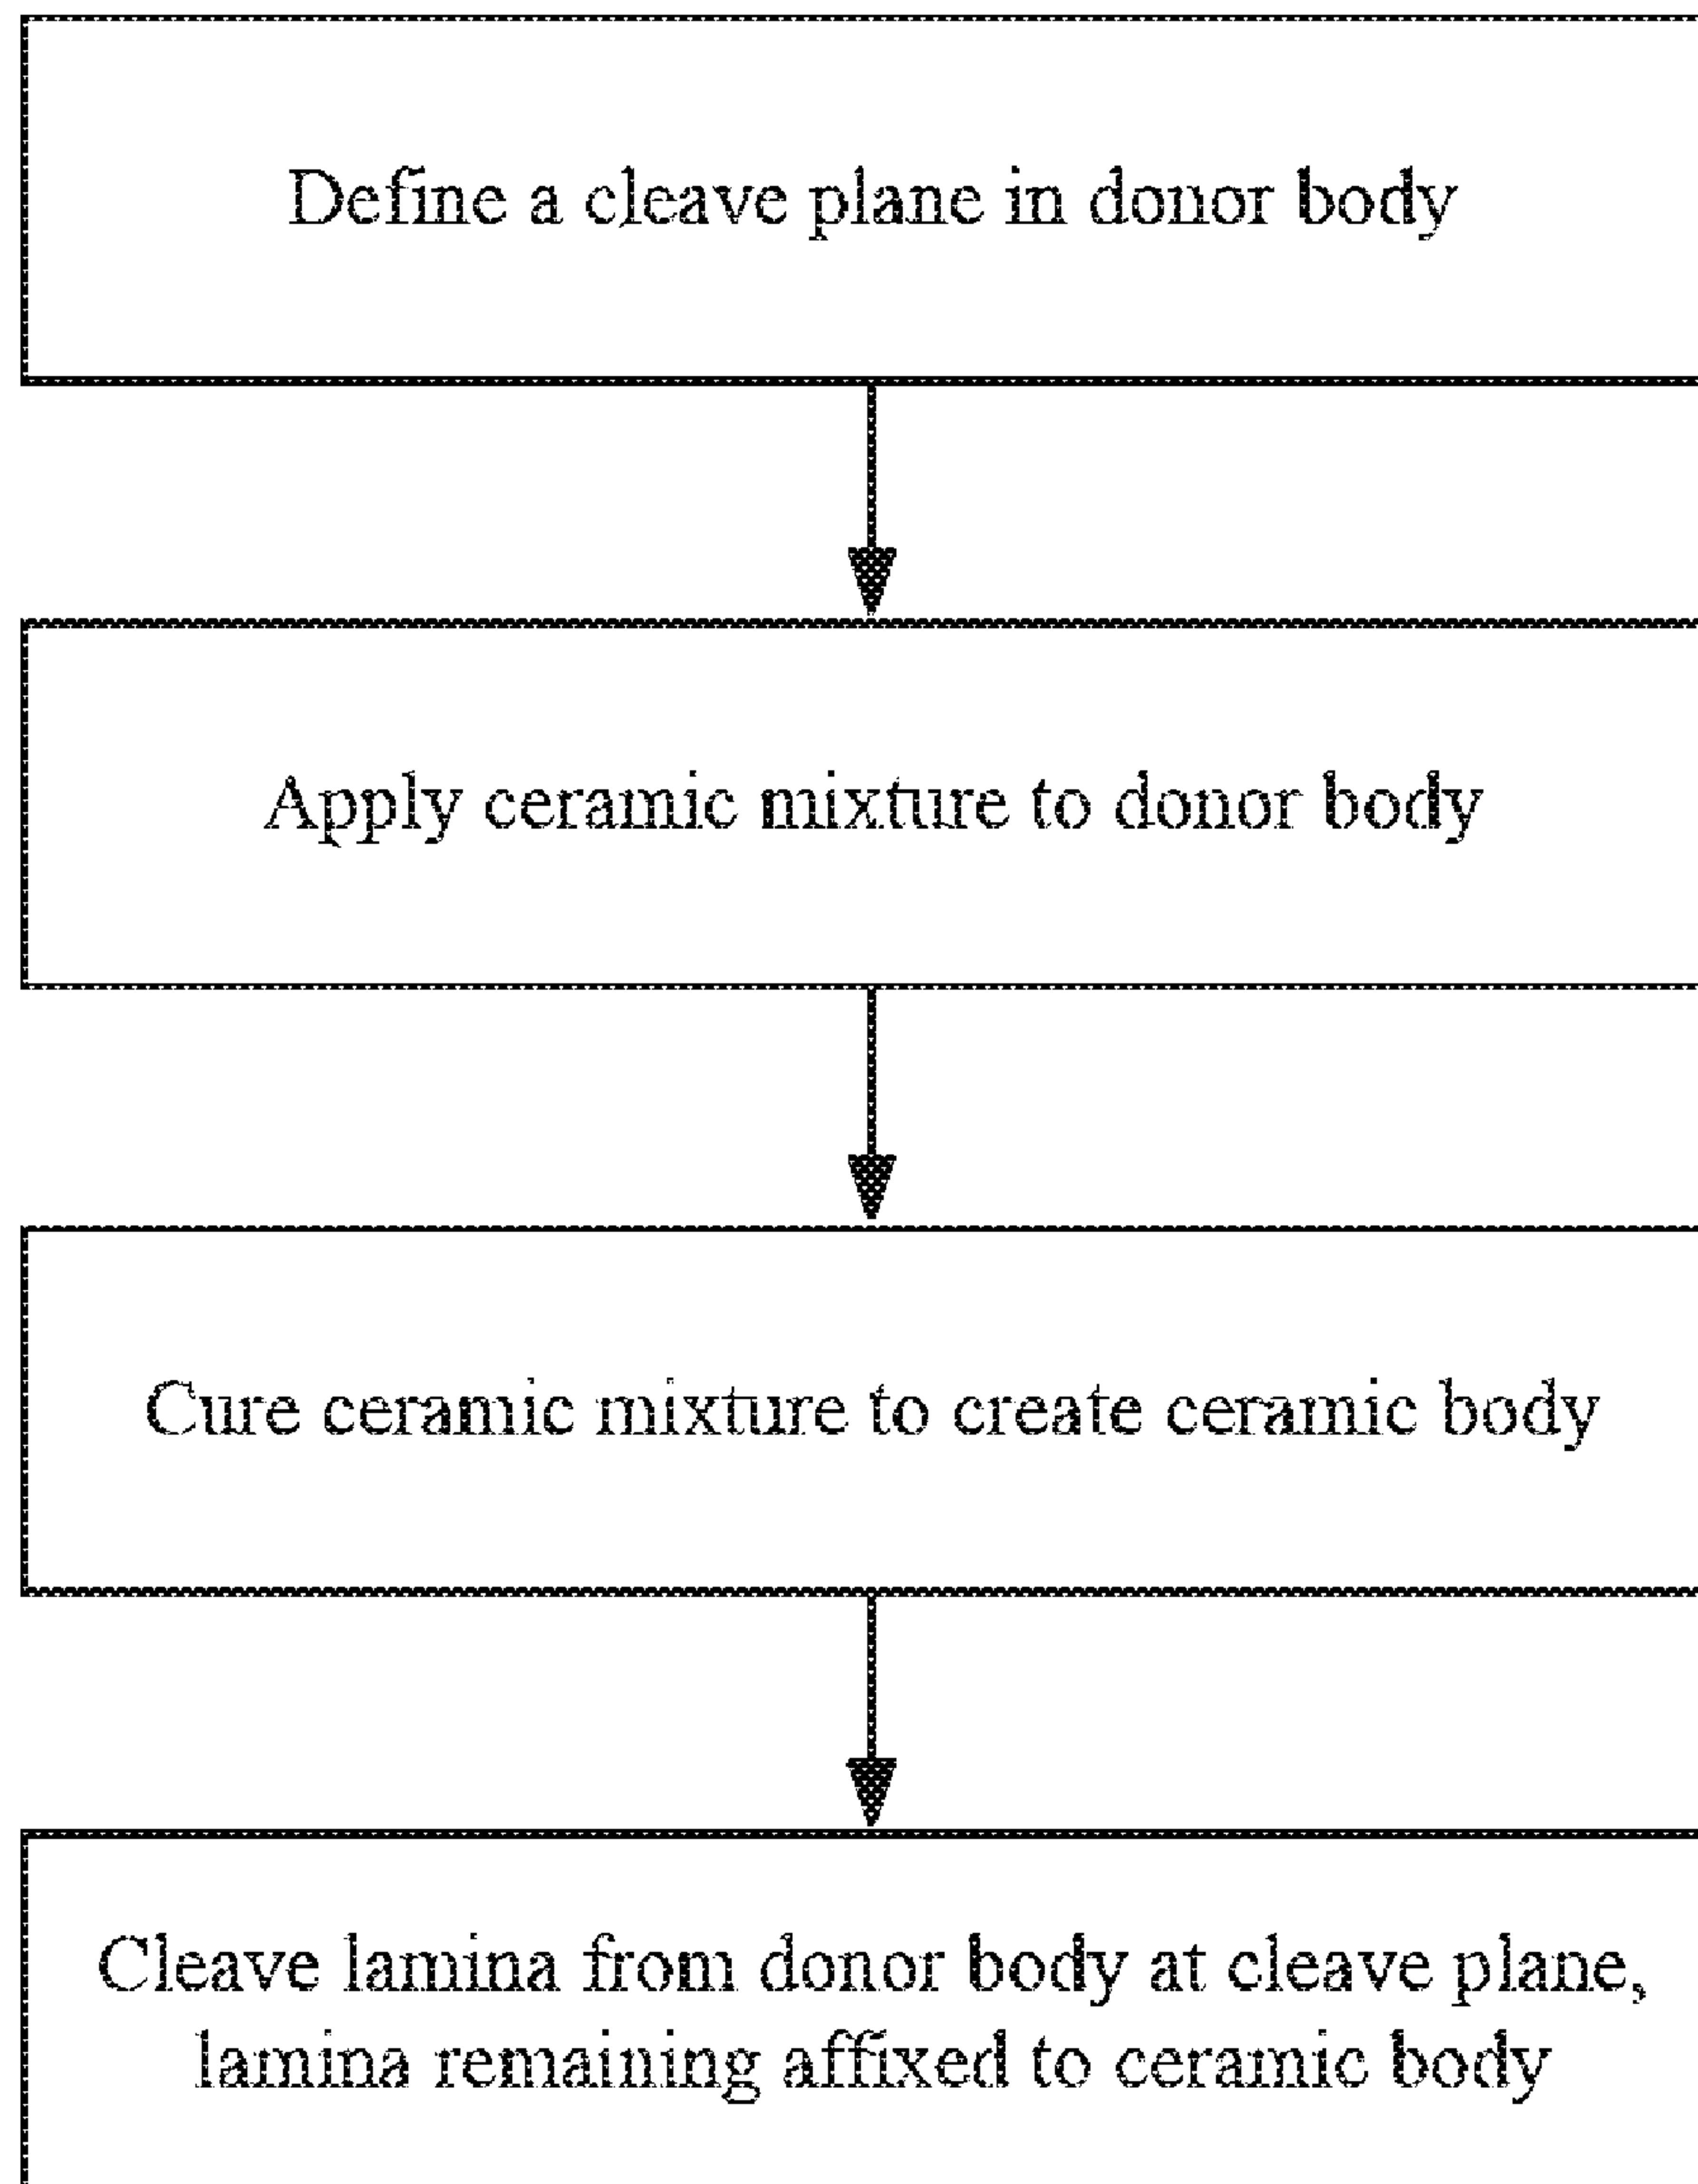 Define a cleave plane in donor body
Apply ceramic mixture to donor body
Cure ceramic mixture to create ceramic body
Cleave lamina from donor body at cleave plane,
lamina remaining affixed to ceramic body